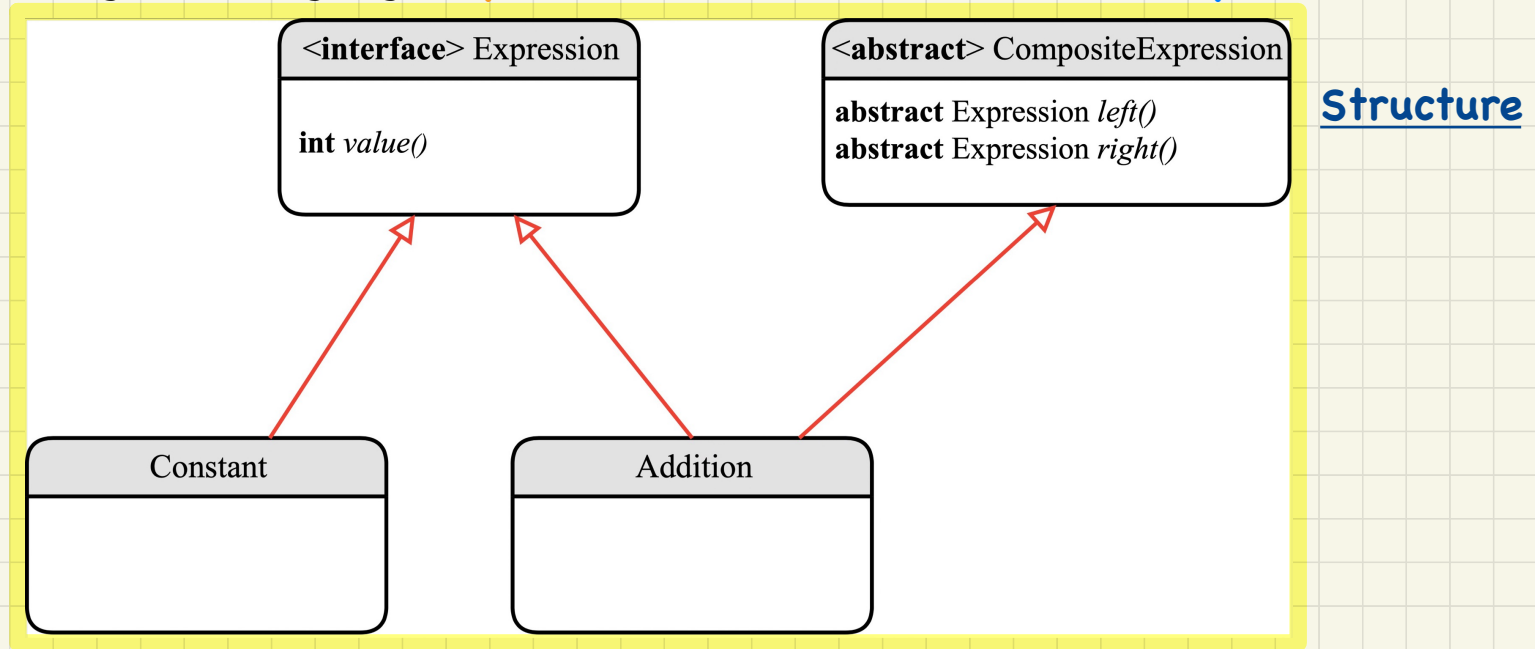 <interface> Expression
int value()
<abstract> CompositeExpression
abstract Expression left()
abstract Expression right()
Structure
Constant
Addition